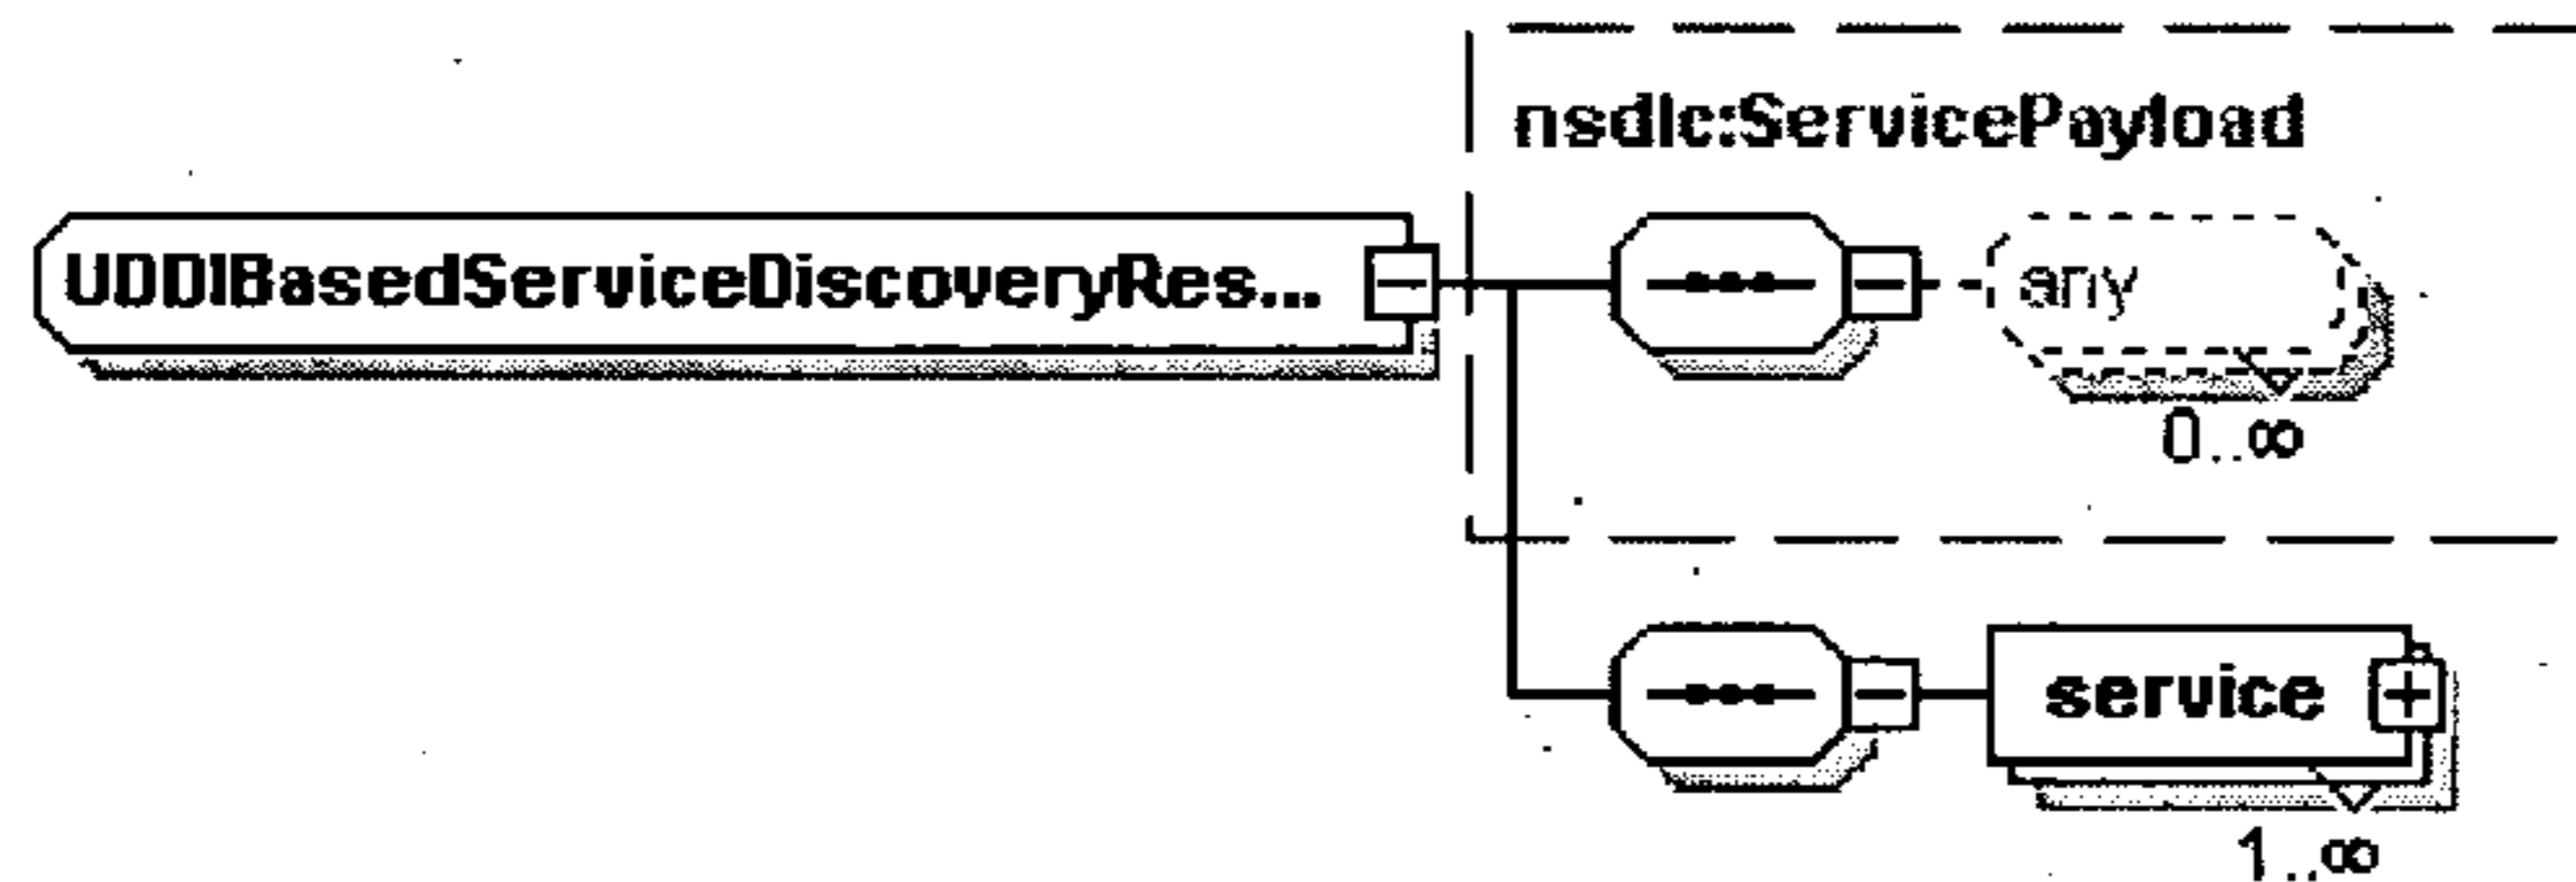 nsdlc:ServicePayload
UDDIBasedServiceDiscoveryRes...
any
0..∞
service
1..∞